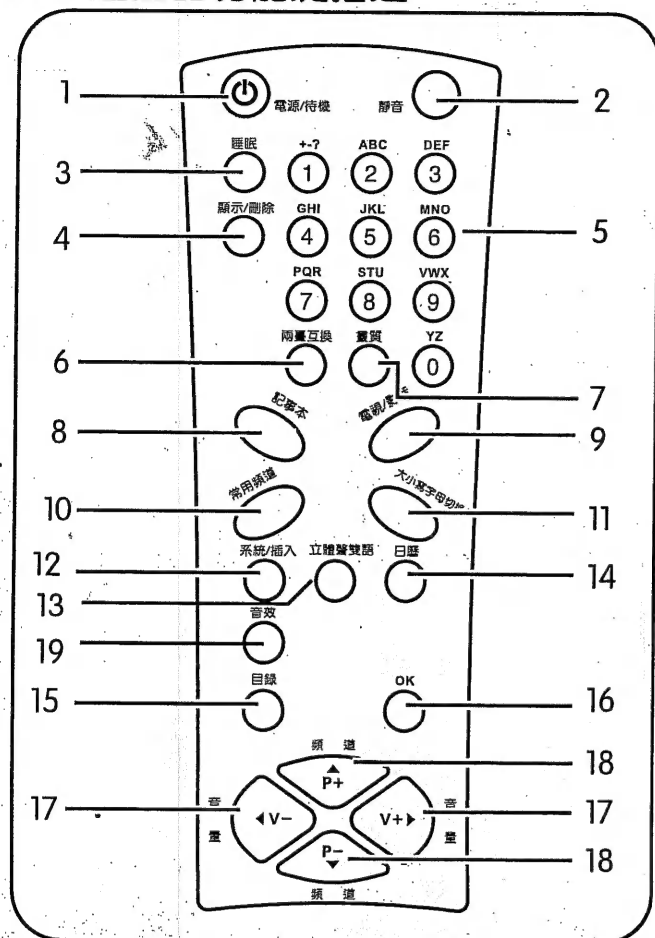 1 電源/待機 靜音 2
睡眠 +-? ABC DEF
3 1 2 3
顯示/刪除 GHI JKL MNO
4 4 5 6 5
PQR STU VWX
7 8 9
兩臺互換 畫質 YZ
6 0 7
記事本 電視/
8 9
常用頻道 大小寫字母切換
10 11
系統/插入 立體聲雙語 日曆
12 13 14
音效
19
目錄 OK
15 16
頻 道
P+ 18
17 音量 V- V+ 音量 17
P- 18
頻 道